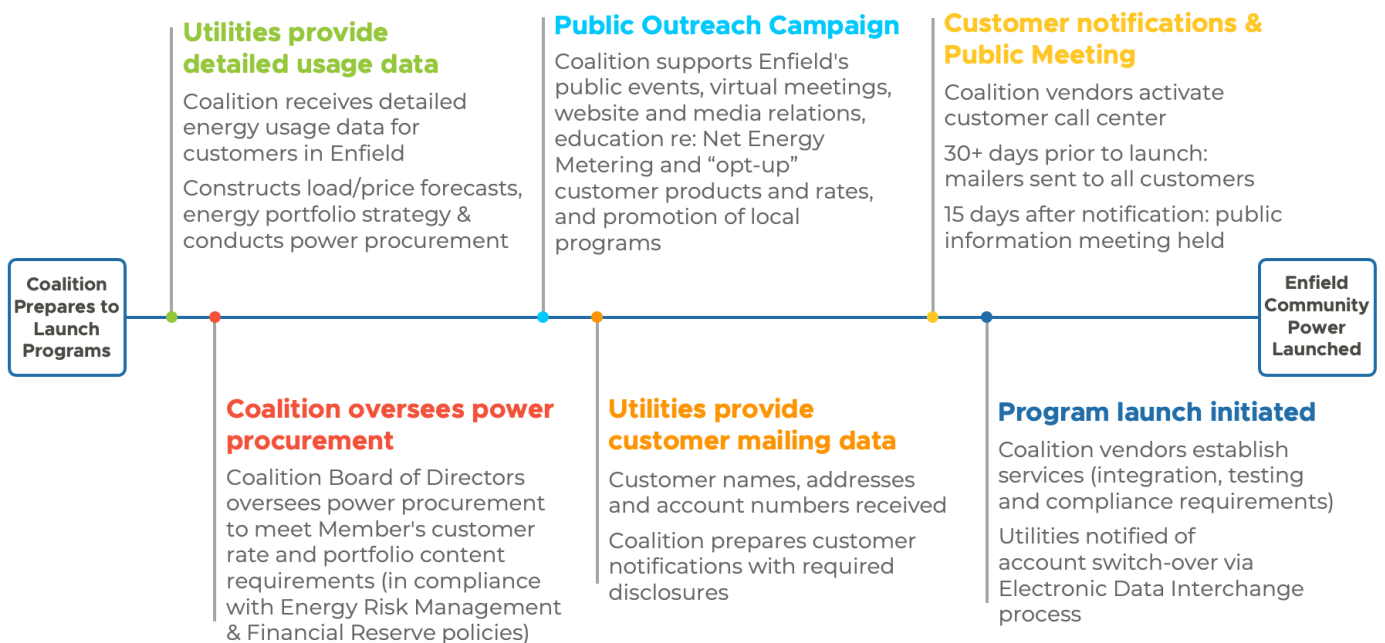 Utilities provide
detailed usage data
Coalition receives detailed
energy usage data for
customers in Enfield
Constructs load/price forecasts,
energy portfolio strategy &
conducts power procurement
Public Outreach Campaign
Coalition supports Enfield's
public events, virtual meetings,
website and media relations,
education re: Net Energy
Metering and “opt-up”
customer products and rates,
and promotion of local
programs
Customer notifications &
Public Meeting
Coalition vendors activate
customer call center
30+ days prior to launch:
mailers sent to all customers
15 days after notification: public
information meeting held
Coalition
Prepares to
Launch
Programs
Enfield
Community
Power
Launched
Coalition oversees power
procurement
Coalition Board of Directors
oversees power procurement
to meet Member's customer
rate and portfolio content
requirements (in compliance
with Energy Risk Management
& Financial Reserve policies)
Utilities provide
customer mailing data
Customer names, addresses
and account numbers received
Coalition prepares customer
notifications with required
disclosures
Program launch initiated
Coalition vendors establish
services (integration, testing
and compliance requirements)
Utilities notified of
account switch-over via
Electronic Data Interchange
process